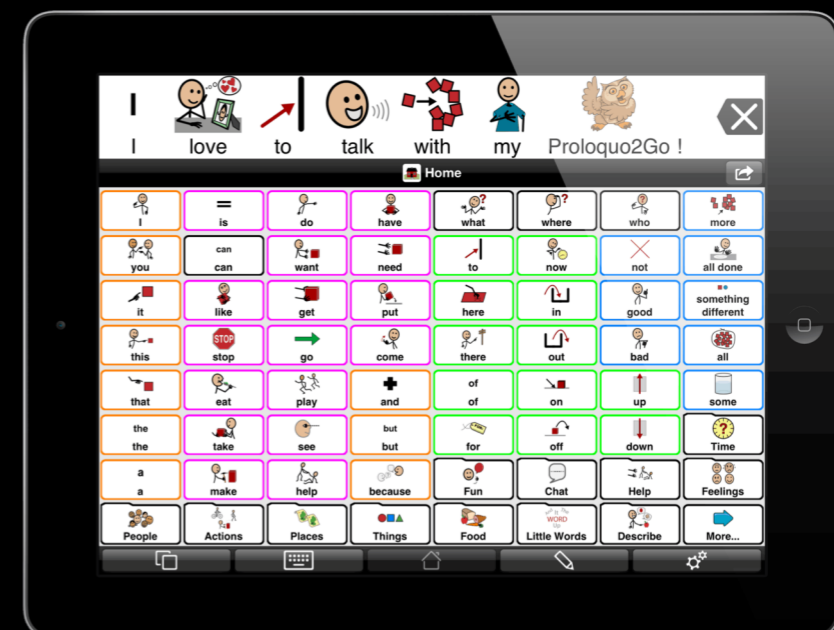 I love to talk with my Proloquo2Go !
Home
I is do have what where who more
you can can want need to now not all done
it like get put here in good something different
this STOP stop go come there out bad all
that eat play and of of on up some
the the take see but but for off down Time
a a make help because Fun Chat Help Feelings
People Actions Places Things Food WORD Little Words Describe More...